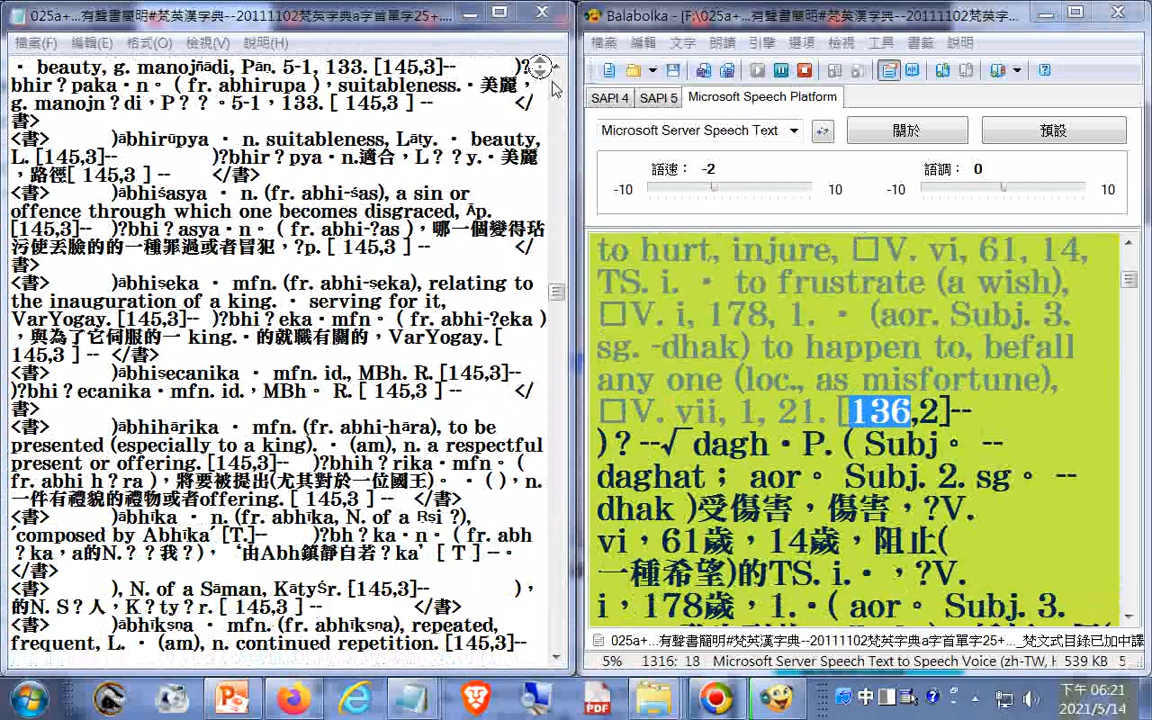 025a+...有聲書簡明#梵英漢字典--20111102梵英字典a字首單字25+...
檔案(F) 編輯(E) 格式(O) 檢視(V) 說明(H)
• beauty, g. manojñādi, Pāṇ. 5-1, 133. [145,3]-- )?
bhir ? paka • n.。 ( fr. abhirupa ) , suitableness. • 美麗,
g. manojn ? di,P ? ? 。5-1,133. [ 145,3 ] -- </
書>
<書> )ābhirūpya • n. suitableness, Lāṭy. • beauty,
L. [145,3]-- )?bhir ? pya • n.適合,L ? ? y. • 美麗
,路徑[ 145,3 ] -- </書>
<書> )ābhiśasya • n. (fr. abhi-śas), a sin or
offence through which one becomes disgraced, Āp.
[145,3]-- )?bhi ? asya • n。 ( fr. abhi-?as ) ,哪一個變得玷
污使丟臉的的一種罪過或者冒犯,?p. [ 145,3 ] -- </
書>
<書> )ābhiṣeka • mfn. (fr. abhi-ṣeka), relating to
the inauguration of a king. • serving for it,
VarYogay. [145,3]-- )?bhi ? eka • mfn。 ( fr. abhi-?eka )
,與為了它伺服的一 king. • 的就職有關的,VarYogay. [
145,3 ] -- </書>
<書> )ābhiṣecanika • mfn. id., MBh. R. [145,3]--
)?bhi ? ecanika • mfn. id., MBh。 R. [ 145,3 ] -- </
書>
<書> )ābhihārika • mfn. (fr. abhi-hāra), to be
presented (especially to a king). • (am), n. a respectful
present or offering. [145,3]-- )?bhih ? rika • mfn。 (
fr. abhi h ? ra ) ,將要被提出(尤其對於一位國王)。 • ( ) , n.
一件有禮貌的禮物或者offering. [ 145,3 ] -- </書>
<書> )ābhīka • n. (fr. abhīka, N. of a Ṛṣi ?),
‘composed by Abhīka’ [T.]-- )?bh ? ka • n。 ( fr. abh
? ka,a的N. ? ?我 ? ) , ‘由Abh鎮靜自若 ? ka’ [ T ] --。
</書>
<書> ), N. of a Sāman, KātyŚr. [145,3]-- ) ,
的N. S ? 人,K ? ty ? r. [ 145,3 ] -- </書>
<書> )ābhīkṣṇa • mfn. (fr. abhīkṣṇa), repeated,
frequent, L. • (am), n. continued repetition. [145,3]--
Balabolka - [F:\025a+...有聲書簡明#梵英漢字典--20111102梵英字...
檔案 編輯 文字 朗讀 引擎 選項 檢視 工具 書籤 說明
SAPI 4 SAPI 5 Microsoft Speech Platform
Microsoft Server Speech Text 關於 預設
語速: -2 語調: 0
-10 10 -10 10
to hurt, injure, □V. vi, 61, 14,
TS. i. • to frustrate (a wish),
□V. i, 178, 1. • (aor. Subj. 3.
sg. -dhak) to happen to, befall
any one (loc., as misfortune),
□V. vii, 1, 21. [136,2]--
)? --√dagh • P. ( Subj。 --
daghat; aor。 Subj. 2. sg。 --
dhak )受傷害,傷害,?V.
vi,61歲,14歲,阻止(
一種希望)的TS. i. • ,?V.
i,178歲,1. • ( aor。 Subj. 3.
025a+...有聲書簡明#梵英漢字典--20111102梵英字典a字首單字25+..._梵文式目錄已加中譯
5% 1316: 18 Microsoft Server Speech Text to Speech Voice (zh-TW, H 539 KB 5
下午 06:21
2021/5/14